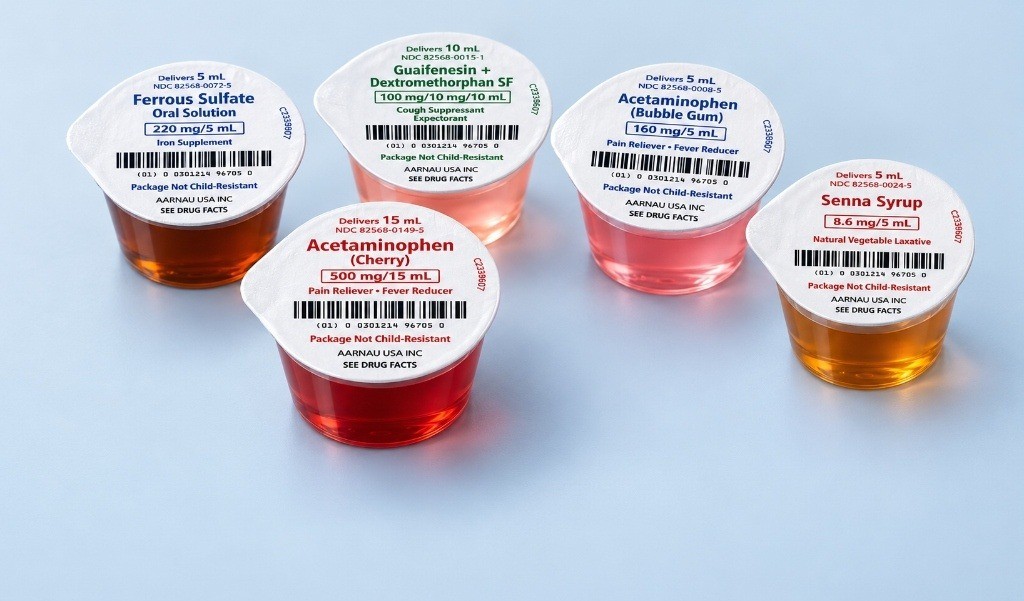 Delivers 5 mL
NDC 82568-0072-5
Ferrous Sulfate
Oral Solution
220 mg/5 mL
Iron Supplement
(01) 0 0301214 96705 0
Package Not Child-Resistant
AARNAU USA INC
SEE DRUG FACTS
C2339607
Delivers 10 mL
NDC 82568-0015-1
Guaifenesin +
Dextromethorphan SF
100 mg/10 mg/10 mL
Cough Suppressant
Expectorant
(01) 0 0301214 96705 0
Package Not Child-Resistant
AARNAU USA INC
SEE DRUG FACTS
C2339607
Delivers 5 mL
NDC 82568-0008-5
Acetaminophen
(Bubble Gum)
160 mg/5 mL
Pain Reliever • Fever Reducer
(01) 0 0301214 96705 0
Package Not Child-Resistant
AARNAU USA INC
SEE DRUG FACTS
C2339607
Delivers 15 mL
NDC 82568-0149-5
Acetaminophen
(Cherry)
500 mg/15 mL
Pain Reliever • Fever Reducer
(01) 0 0301214 96705 0
Package Not Child-Resistant
AARNAU USA INC
SEE DRUG FACTS
C2339607
Delivers 5 mL
NDC 82568-0024-5
Senna Syrup
8.6 mg/5 mL
Natural Vegetable Laxative
(01) 0 0301214 96705 0
Package Not Child-Resistant
AARNAU USA INC
SEE DRUG FACTS
C2339607